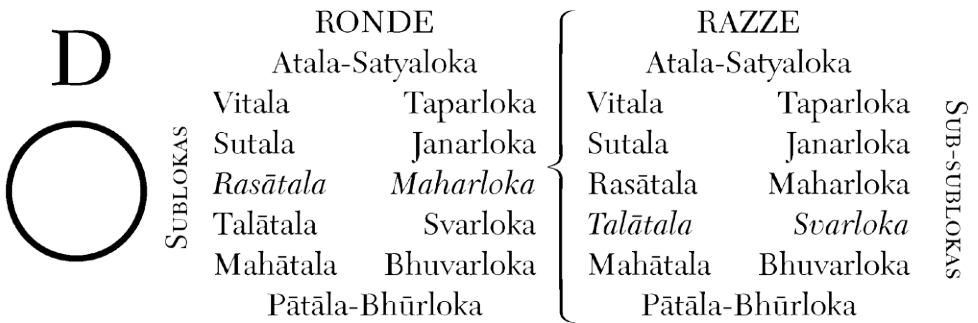 D
SUBLOKAS
RONDE
Atala-Satyaloka
Vitala Taparloka
Sutala Janarloka
Rasātala Maharloka
Talātala Svarloka
Mahātala Bhuvarloka
Pātāla-Bhūrloka
RAZZE
Atala-Satyaloka
Vitala Taparloka
Sutala Janarloka
Rasātala Maharloka
Talātala Svarloka
Mahātala Bhuvarloka
Pātāla-Bhūrloka
SUB-SUBLOKAS